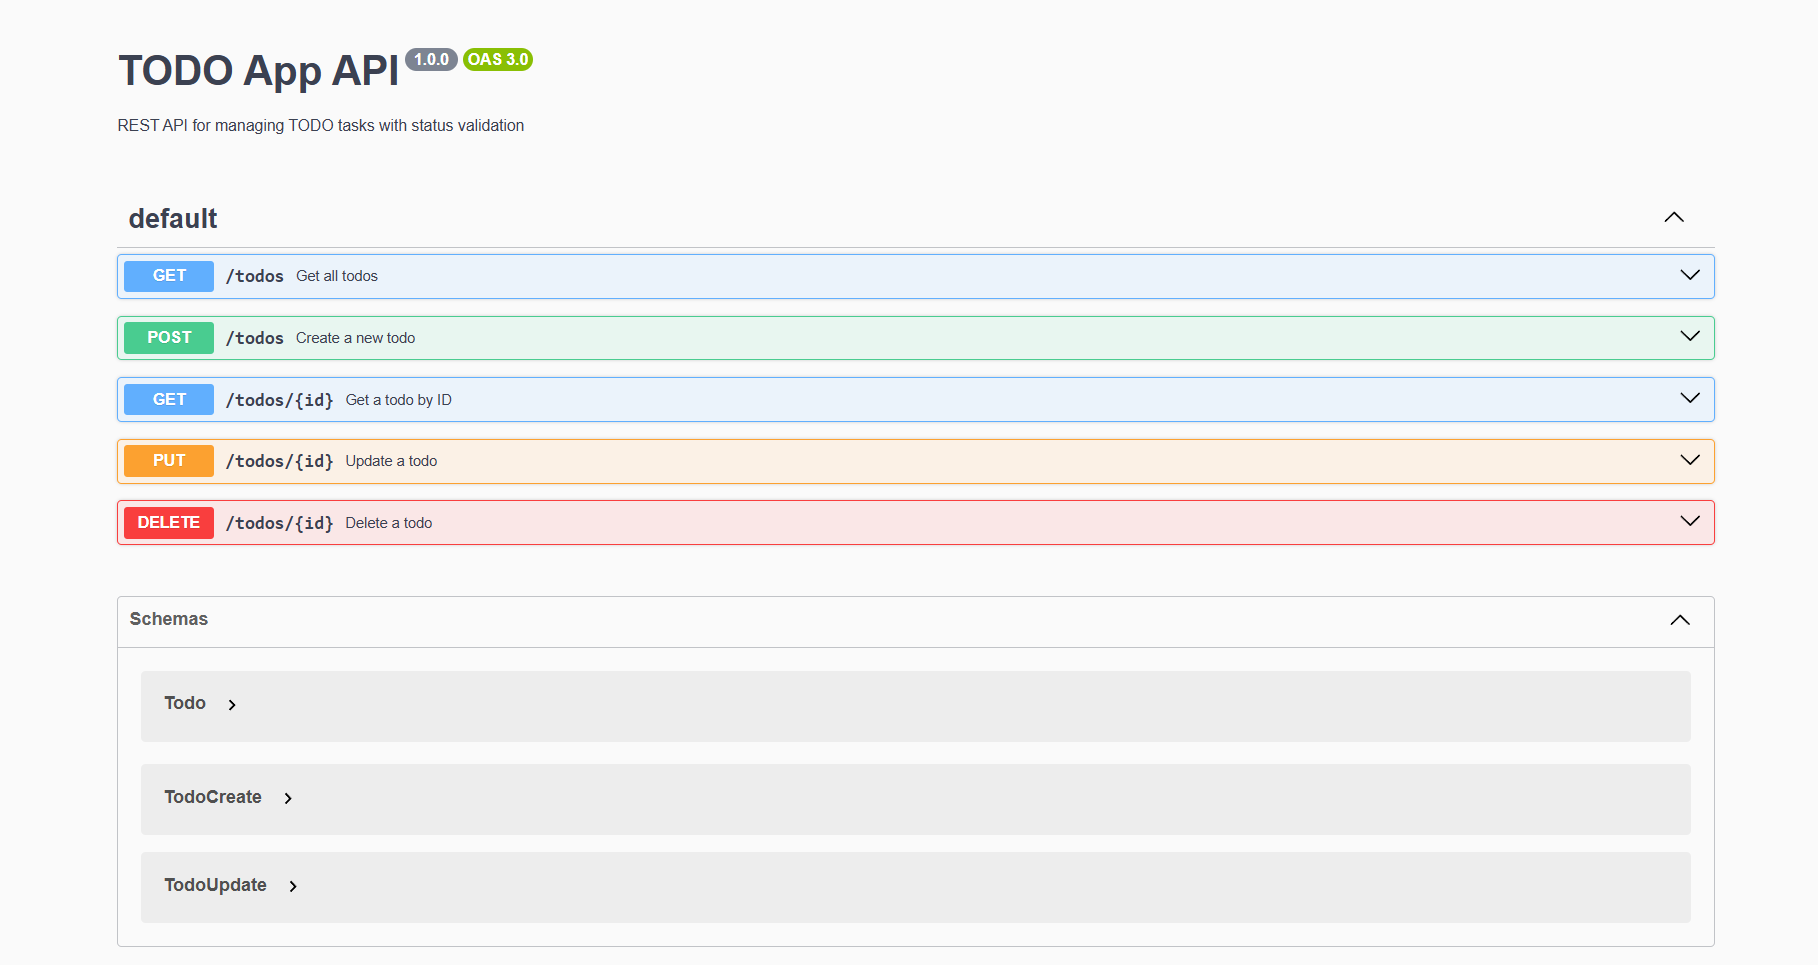 TODO App API 1.0.0 OAS 3.0
REST API for managing TODO tasks with status validation
default
GET /todos Get all todos
POST /todos Create a new todo
GET /todos/{id} Get a todo by ID
PUT /todos/{id} Update a todo
DELETE /todos/{id} Delete a todo
Schemas
Todo
TodoCreate
TodoUpdate